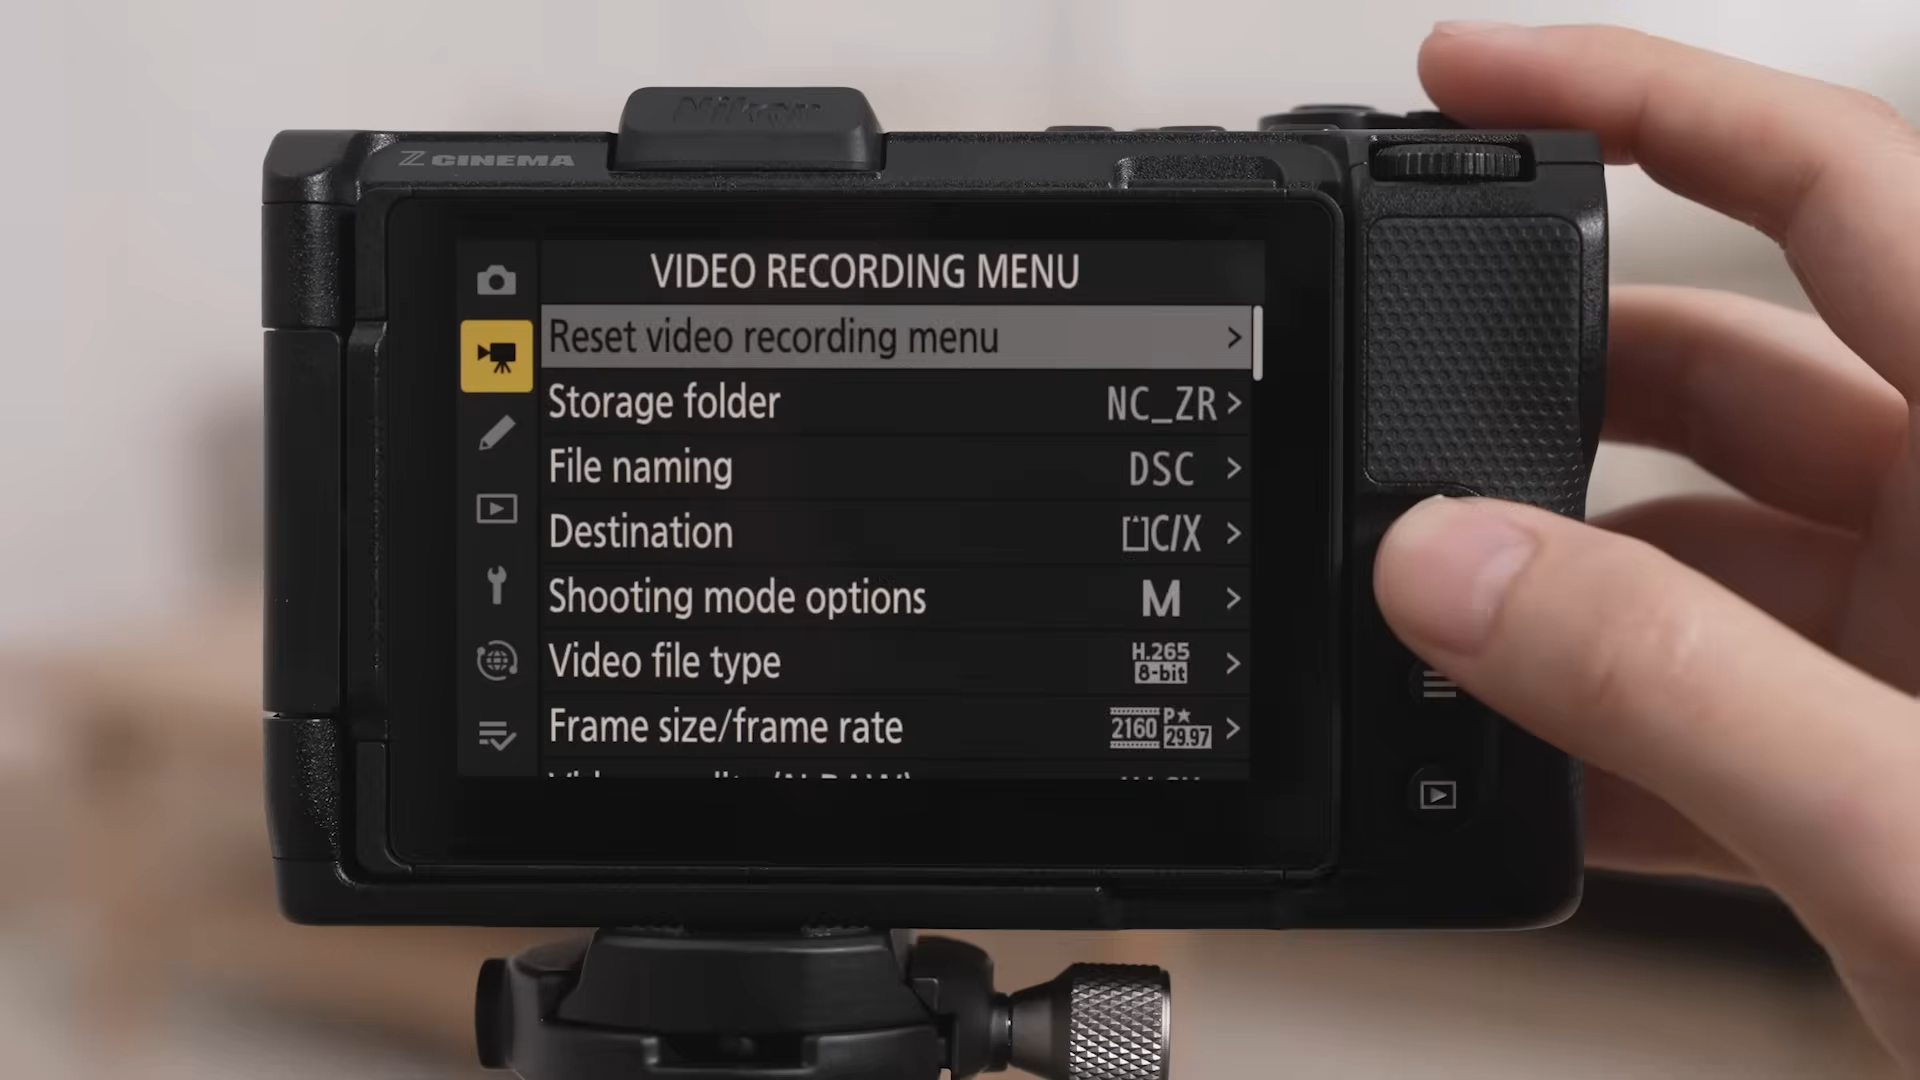 Nikon
Z CINEMA
VIDEO RECORDING MENU
Reset video recording menu >
Storage folder NC_ZR >
File naming DSC >
Destination C/X >
Shooting mode options M >
Video file type H.265 8-bit >
Frame size/frame rate 2160 P★ 29.97 >